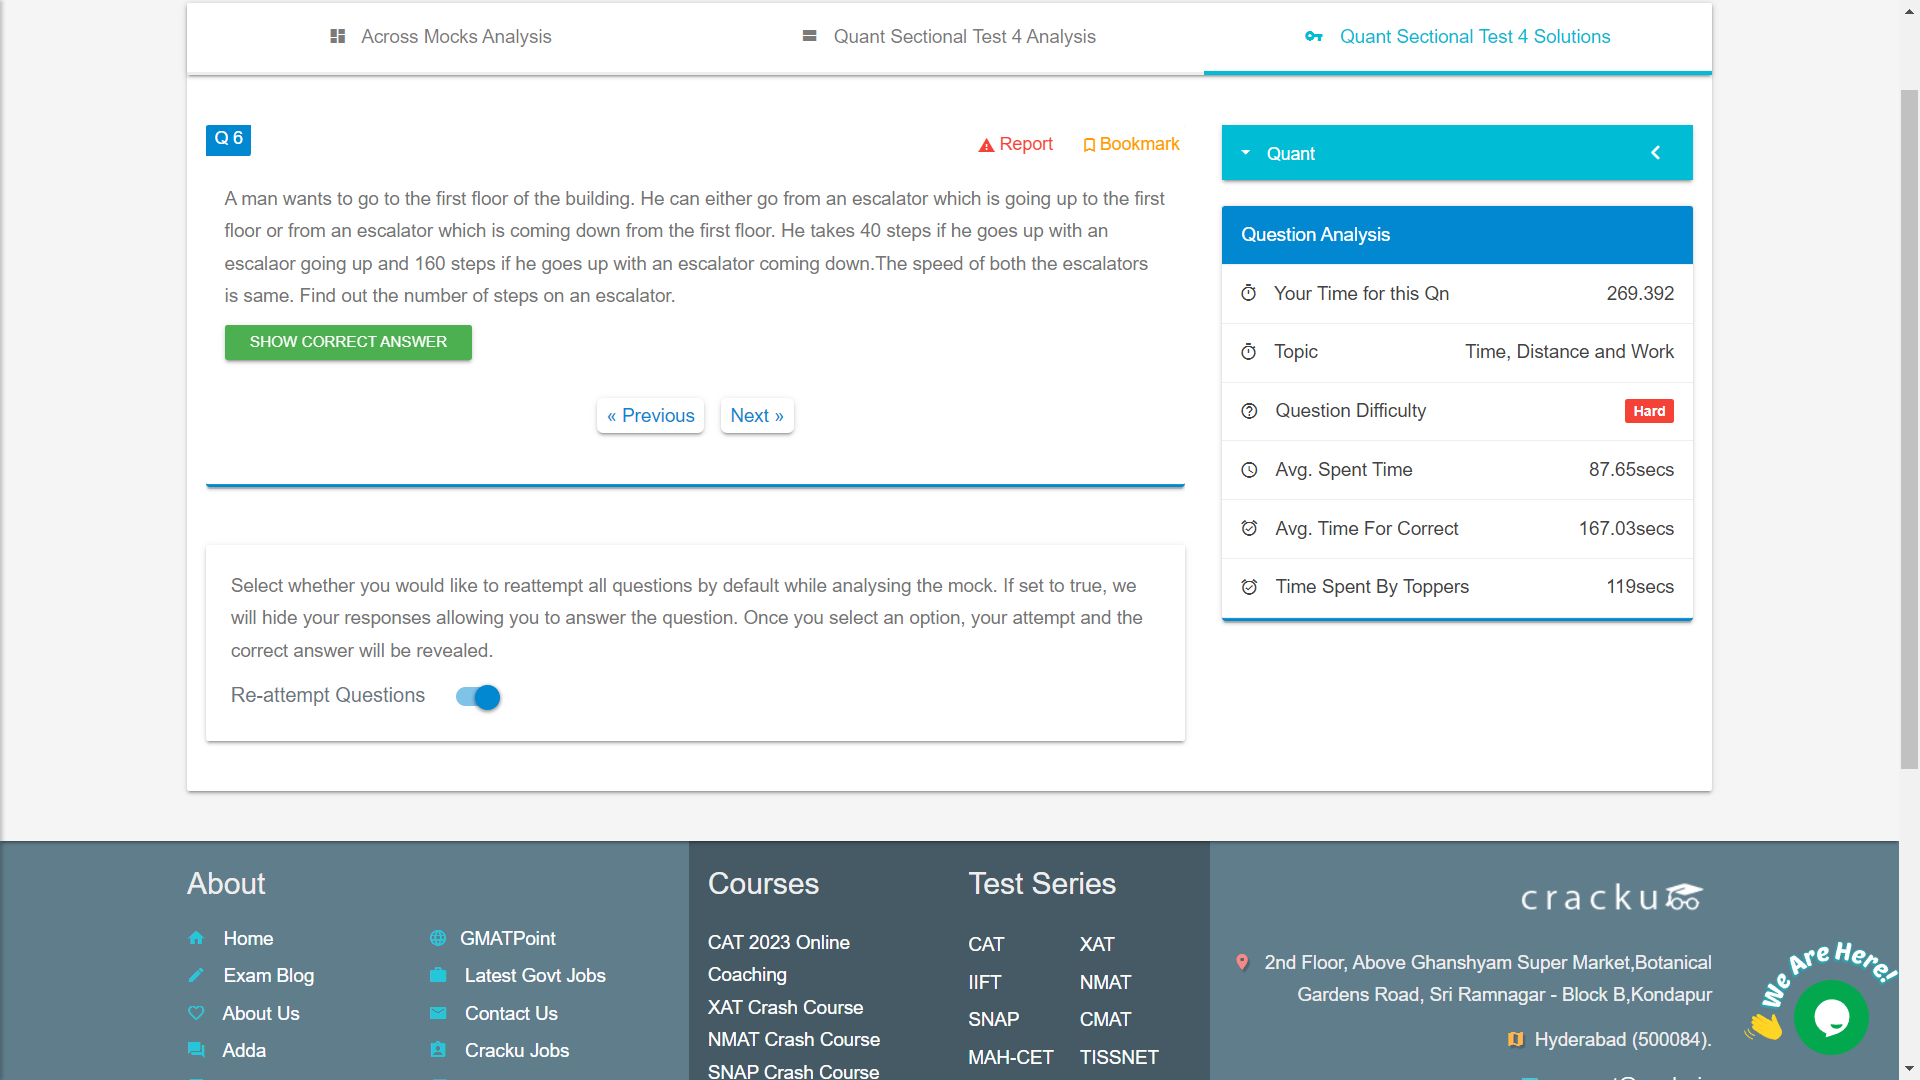 Across Mocks Analysis
Quant Sectional Test 4 Analysis
Quant Sectional Test 4 Solutions
Q 6
Report
Bookmark
A man wants to go to the first floor of the building. He can either go from an escalator which is going up to the first
floor or from an escalator which is coming down from the first floor. He takes 40 steps if he goes up with an
escalaor going up and 160 steps if he goes up with an escalator coming down.The speed of both the escalators
is same. Find out the number of steps on an escalator.
SHOW CORRECT ANSWER
« Previous
Next »
Select whether you would like to reattempt all questions by default while analysing the mock. If set to true, we
will hide your responses allowing you to answer the question. Once you select an option, your attempt and the
correct answer will be revealed.
Re-attempt Questions
Quant
Question Analysis
Your Time for this Qn 269.392
Topic Time, Distance and Work
Question Difficulty Hard
Avg. Spent Time 87.65secs
Avg. Time For Correct 167.03secs
Time Spent By Toppers 119secs
About
Home
Exam Blog
About Us
Adda
GMATPoint
Latest Govt Jobs
Contact Us
Cracku Jobs
Courses
CAT 2023 Online
Coaching
XAT Crash Course
NMAT Crash Course
SNAP Crash Course
Test Series
CAT XAT
IIFT NMAT
SNAP CMAT
MAH-CET TISSNET
cracku
2nd Floor, Above Ghanshyam Super Market,Botanical
Gardens Road, Sri Ramnagar - Block B,Kondapur
Hyderabad (500084).
We Are Here!